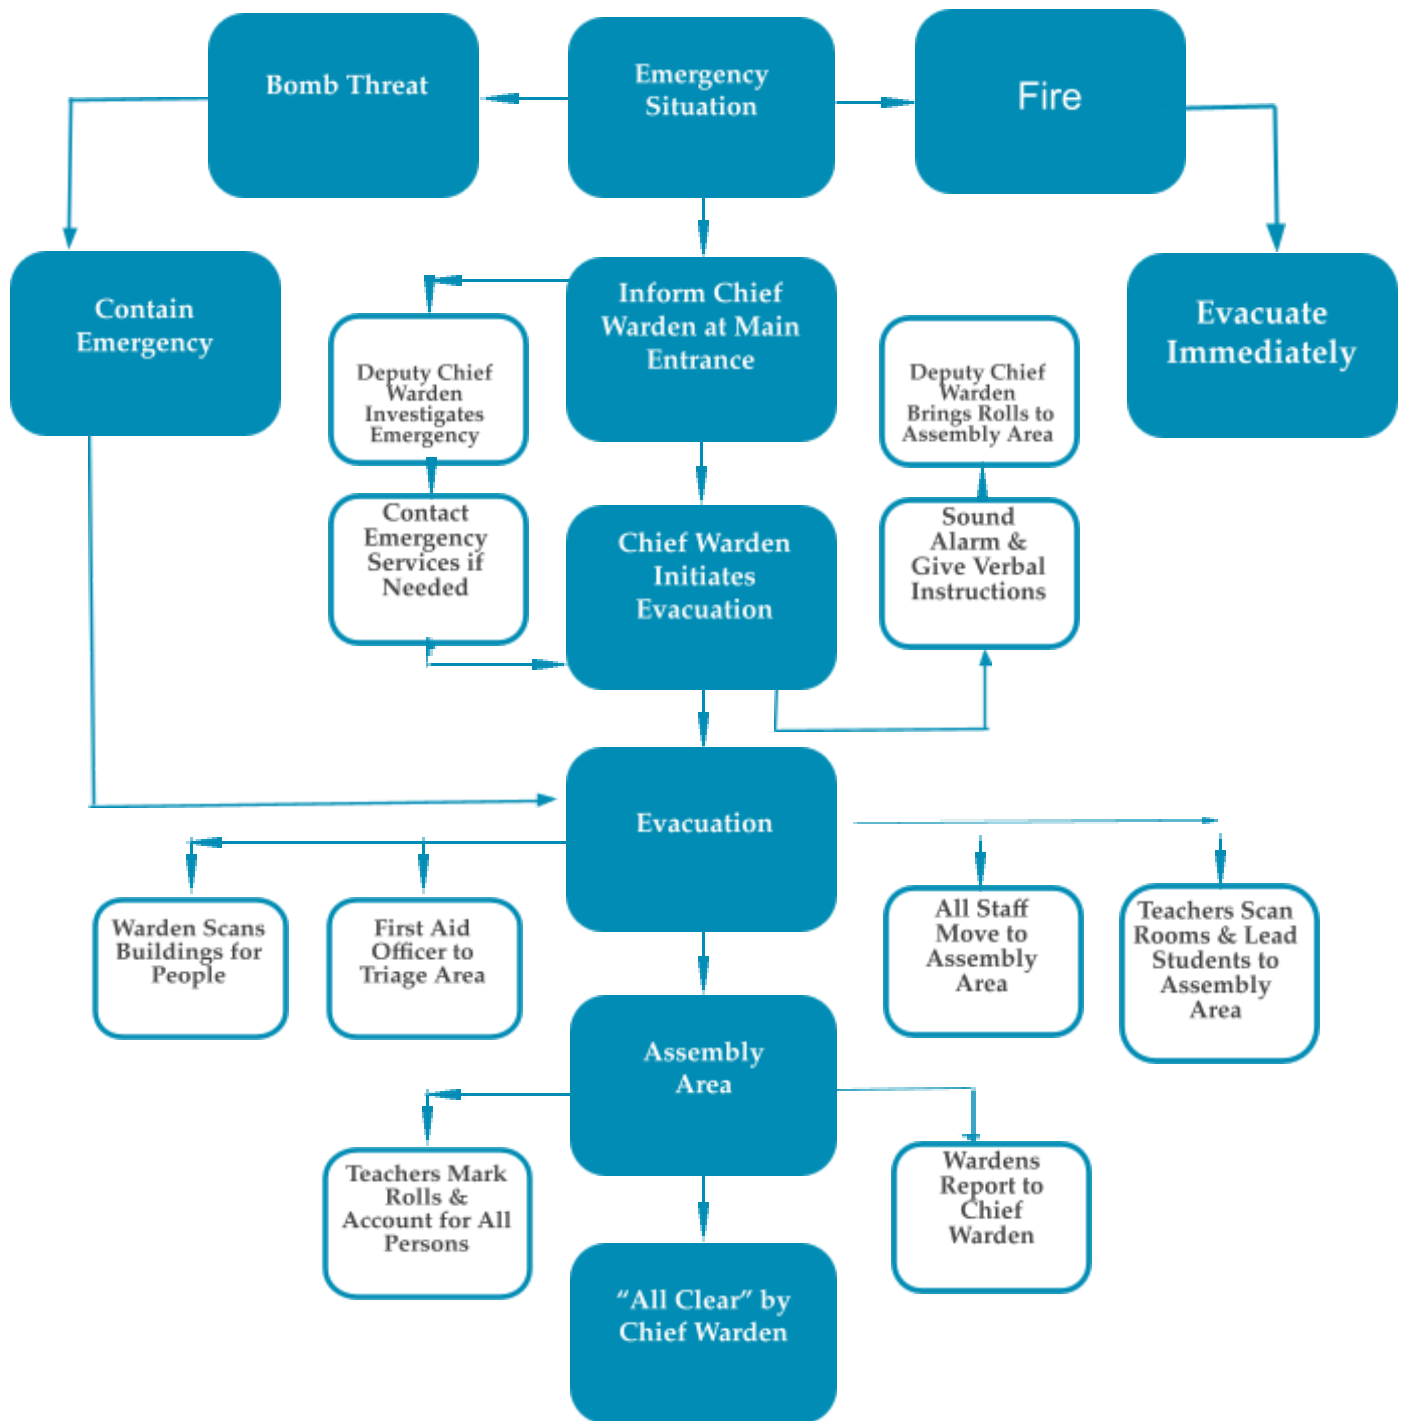 Bomb Threat
Emergency
Situation
Fire
Contain
Emergency
Inform Chief
Warden at Main
Entrance
Evacuate
Immediately
Deputy Chief
Warden
Investigates
Emergency
Deputy Chief
Warden
Brings Rolls to
Assembly Area
Contact
Emergency
Services if
Needed
Chief Warden
Initiates
Evacuation
Sound
Alarm &
Give Verbal
Instructions
Evacuation
Warden Scans
Buildings for
People
First Aid
Officer to
Triage Area
All Staff
Move to
Assembly
Area
Teachers Scan
Rooms & Lead
Students to
Assembly
Area
Assembly
Area
Teachers Mark
Rolls &
Account for All
Persons
Wardens
Report to
Chief
Warden
“All Clear” by
Chief Warden